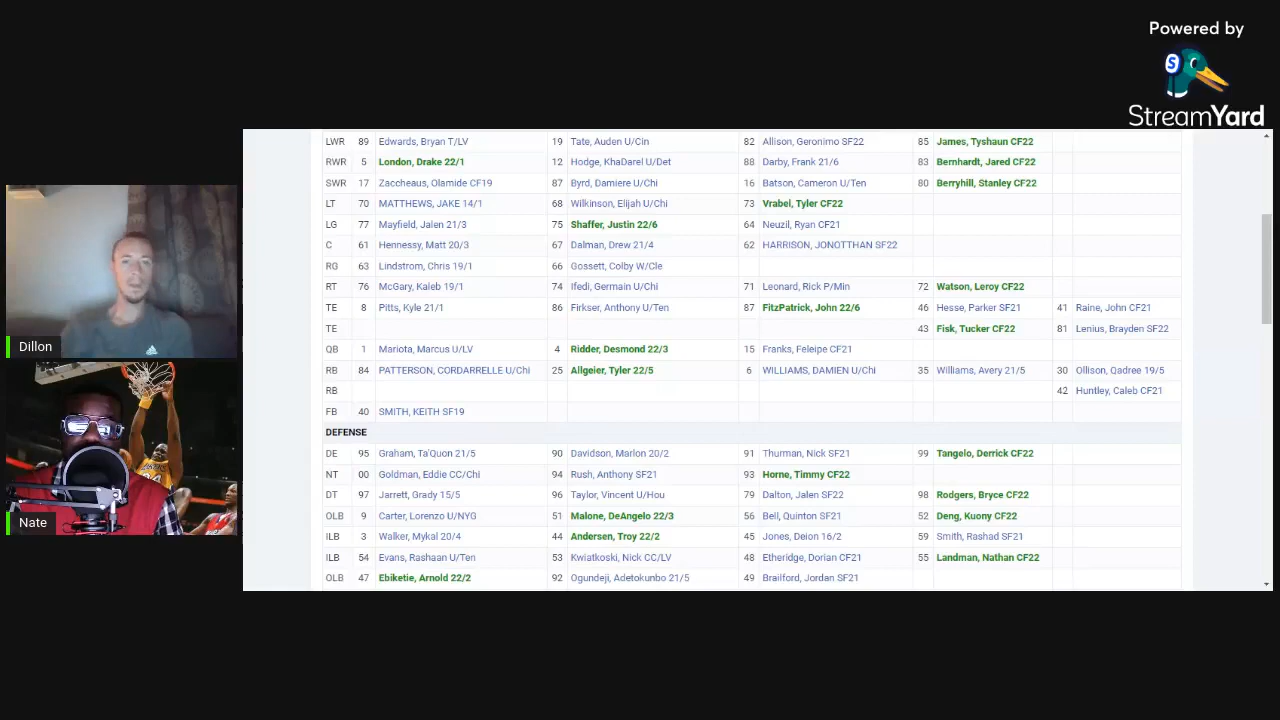 Powered by
S
StreamYard
LWR 89 Edwards, Bryan T/LV 19 Tate, Auden U/Cin 82 Allison, Geronimo SF22 85 James, Tyshaun CF22
RWR 5 London, Drake 22/1 12 Hodge, KhaDarel U/Det 88 Darby, Frank 21/6 83 Bernhardt, Jared CF22
SWR 17 Zaccheaus, Olamide CF19 87 Byrd, Damiere U/Chi 16 Batson, Cameron U/Ten 80 Berryhill, Stanley CF22
LT 70 MATTHEWS, JAKE 14/1 68 Wilkinson, Elijah U/Chi 73 Vrabel, Tyler CF22
LG 77 Mayfield, Jalen 21/3 75 Shaffer, Justin 22/6 64 Neuzil, Ryan CF21
C 61 Hennessy, Matt 20/3 67 Dalman, Drew 21/4 62 HARRISON, JONOTTHAN SF22
RG 63 Lindstrom, Chris 19/1 66 Gossett, Colby W/Cle
RT 76 McGary, Kaleb 19/1 74 Ifedi, Germain U/Chi 71 Leonard, Rick P/Min 72 Watson, Leroy CF22
TE 8 Pitts, Kyle 21/1 86 Firkser, Anthony U/Ten 87 FitzPatrick, John 22/6 46 Hesse, Parker SF21 41 Raine, John CF21
TE 43 Fisk, Tucker CF22 81 Lenius, Brayden SF22
QB 1 Mariota, Marcus U/LV 4 Ridder, Desmond 22/3 15 Franks, Feleipe CF21
RB 84 PATTERSON, CORDARRELLE U/Chi 25 Allgeier, Tyler 22/5 6 WILLIAMS, DAMIEN U/Chi 35 Williams, Avery 21/5 30 Ollison, Qadree 19/5
RB 42 Huntley, Caleb CF21
FB 40 SMITH, KEITH SF19
DEFENSE
DE 95 Graham, Ta'Quon 21/5 90 Davidson, Marlon 20/2 91 Thurman, Nick SF21 99 Tangelo, Derrick CF22
NT 00 Goldman, Eddie CC/Chi 94 Rush, Anthony SF21 93 Horne, Timmy CF22
DT 97 Jarrett, Grady 15/5 96 Taylor, Vincent U/Hou 79 Dalton, Jalen SF22 98 Rodgers, Bryce CF22
OLB 9 Carter, Lorenzo U/NYG 51 Malone, DeAngelo 22/3 56 Bell, Quinton SF21 52 Deng, Kuony CF22
ILB 3 Walker, Mykal 20/4 44 Andersen, Troy 22/2 45 Jones, Deion 16/2 59 Smith, Rashad SF21
ILB 54 Evans, Rashaan U/Ten 53 Kwiatkoski, Nick CC/LV 48 Etheridge, Dorian CF21 55 Landman, Nathan CF22
OLB 47 Ebiketie, Arnold 22/2 92 Ogundeji, Adetokunbo 21/5 49 Brailford, Jordan SF21
Dillon
Nate